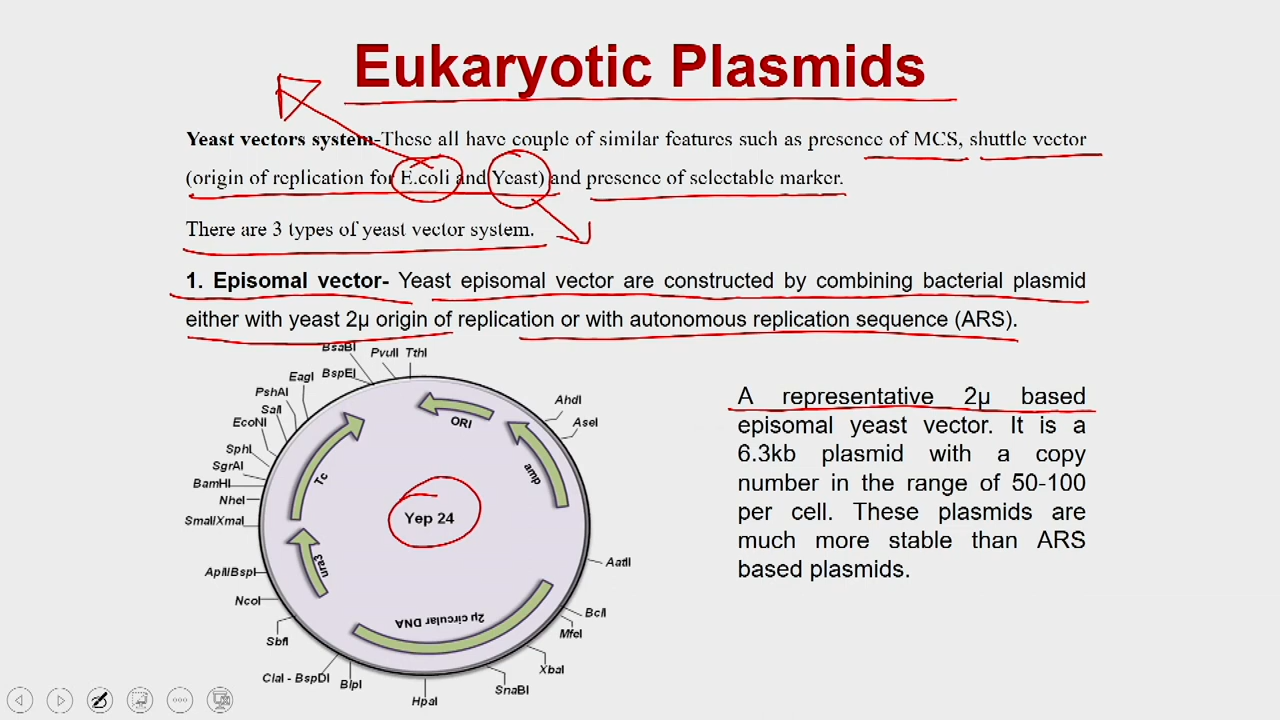 Eukaryotic Plasmids
Yeast vectors system-These all have couple of similar features such as presence of MCS, shuttle vector
(origin of replication for E.coli and Yeast) and presence of selectable marker.
There are 3 types of yeast vector system.
1. Episomal vector- Yeast episomal vector are constructed by combining bacterial plasmid
either with yeast 2μ origin of replication or with autonomous replication sequence (ARS).
BsaBI
PvuII TthI
BspEI
EagI
PshAI
SalI
EcoNI
SphI
SgrAI
BamHI
NheI
SmaI/XmaI
ApII/BspI
NcoI
SbfI
ClaI - BspDI
BlpI
HpaI
SnaBI
XbaI
MfeI
BclI
AatII
AseI
AhdI
ORI
amp
Tc
Yep 24
ura3
2μ circular DNA
A representative 2μ based
episomal yeast vector. It is a
6.3kb plasmid with a copy
number in the range of 50-100
per cell. These plasmids are
much more stable than ARS
based plasmids.